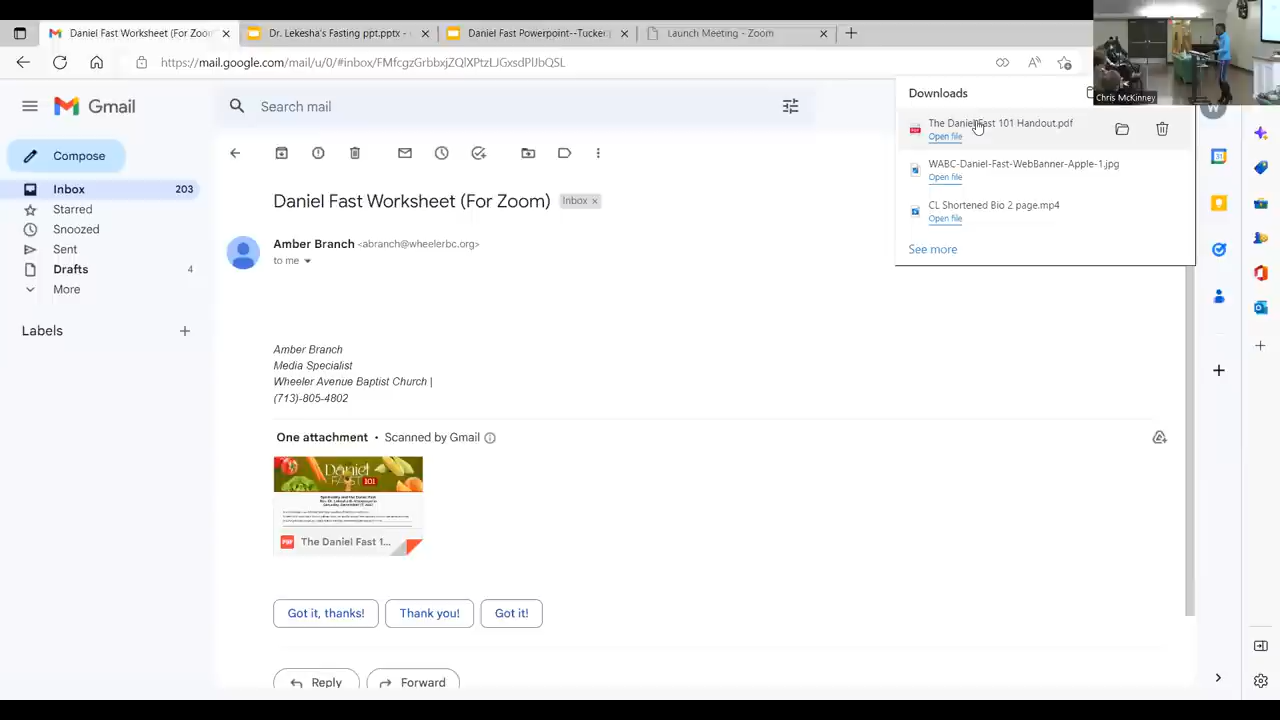 Daniel Fast Worksheet (For Zoom
Dr. Lekesha's Fasting ppt.pptx -
Daniel Fast Powerpoint--Tucker
Launch Meeting - Zoom
https://mail.google.com/mail/u/0/#inbox/FMfcgzGrbbxjZQlXPtzLJGxsdPlJbQSL
Chris McKinney
Gmail
Search mail
Downloads
The Daniel Fast 101 Handout.pdf
Open file
WABC-Daniel-Fast-WebBanner-Apple-1.jpg
Open file
CL Shortened Bio 2 page.mp4
Open file
See more
Compose
Inbox 203
Starred
Snoozed
Sent
Drafts 4
More
Labels
Daniel Fast Worksheet (For Zoom) Inbox ×
Amber Branch <abranch@wheelerbc.org>
to me
Amber Branch
Media Specialist
Wheeler Avenue Baptist Church |
(713)-805-4802
One attachment • Scanned by Gmail
Daniel
FAST 101
PDF The Daniel Fast 1...
Got it, thanks! Thank you! Got it!
Reply Forward